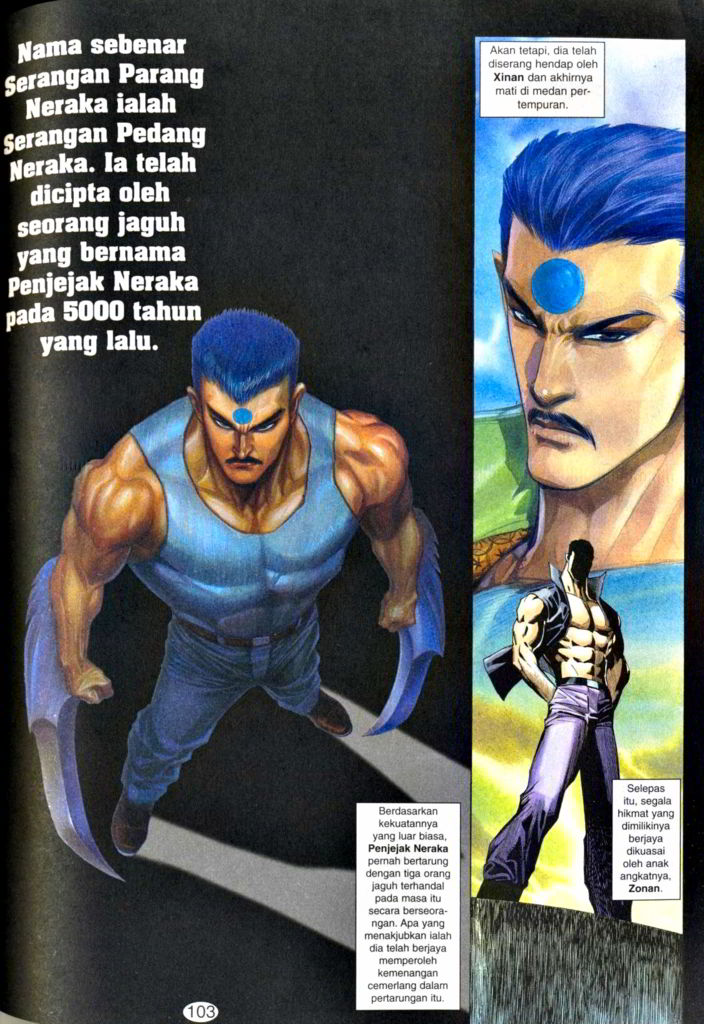 Nama sebenar
Serangan Parang
Neraka ialah
Serangan Pedang
Neraka. Ia telah
dicipta oleh
seorang jaguh
yang bernama
Penjejak Neraka
pada 5000 tahun
yang lalu.
Berdasarkan
kekuatannya
yang luar biasa,
Penjejak Neraka
pernah bertarung
dengan tiga orang
jaguh terhandal
pada masa itu
secara berseora-
ngan. Apa yang
menakjubkan ialah
dia telah berjaya
memperoleh
kemenangan
cemerlang dalam
pertarungan itu.
Akan tetapi, dia telah
diserang hendap oleh
Xinan dan akhirnya
mati di medan per-
tempuran.
Selepas
itu, segala
hikmat yang
dimilikinya
berjaya
dikuasai
oleh anak
angkatnya,
Zonan.
103